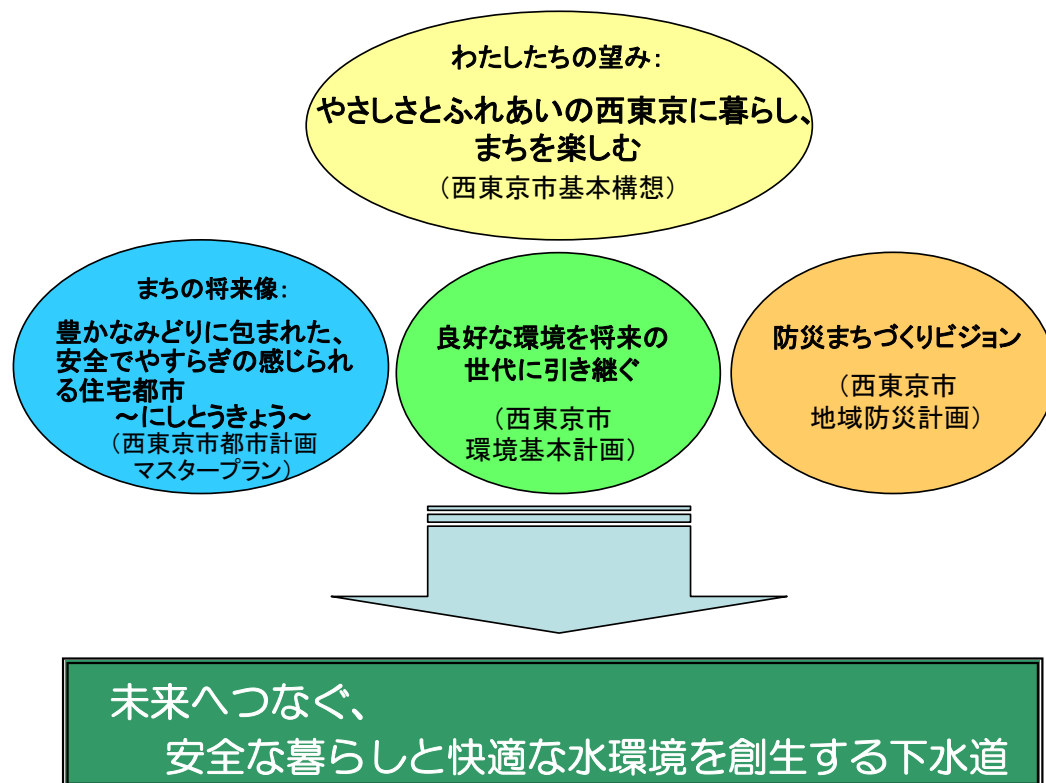 わたしたちの望み：
やさしさとふれあいの西東京に暮らし、
まちを楽しむ
（西東京市基本構想）
まちの将来像：
豊かなみどりに包まれた、
安全でやすらぎの感じられ
る住宅都市
～にしとうきょう～
（西東京市都市計画
マスタープラン）
良好な環境を将来の
世代に引き継ぐ
（西東京市
環境基本計画）
防災まちづくりビジョン
（西東京市
地域防災計画）
未来へつなぐ、
安全な暮らしと快適な水環境を創生する下水道